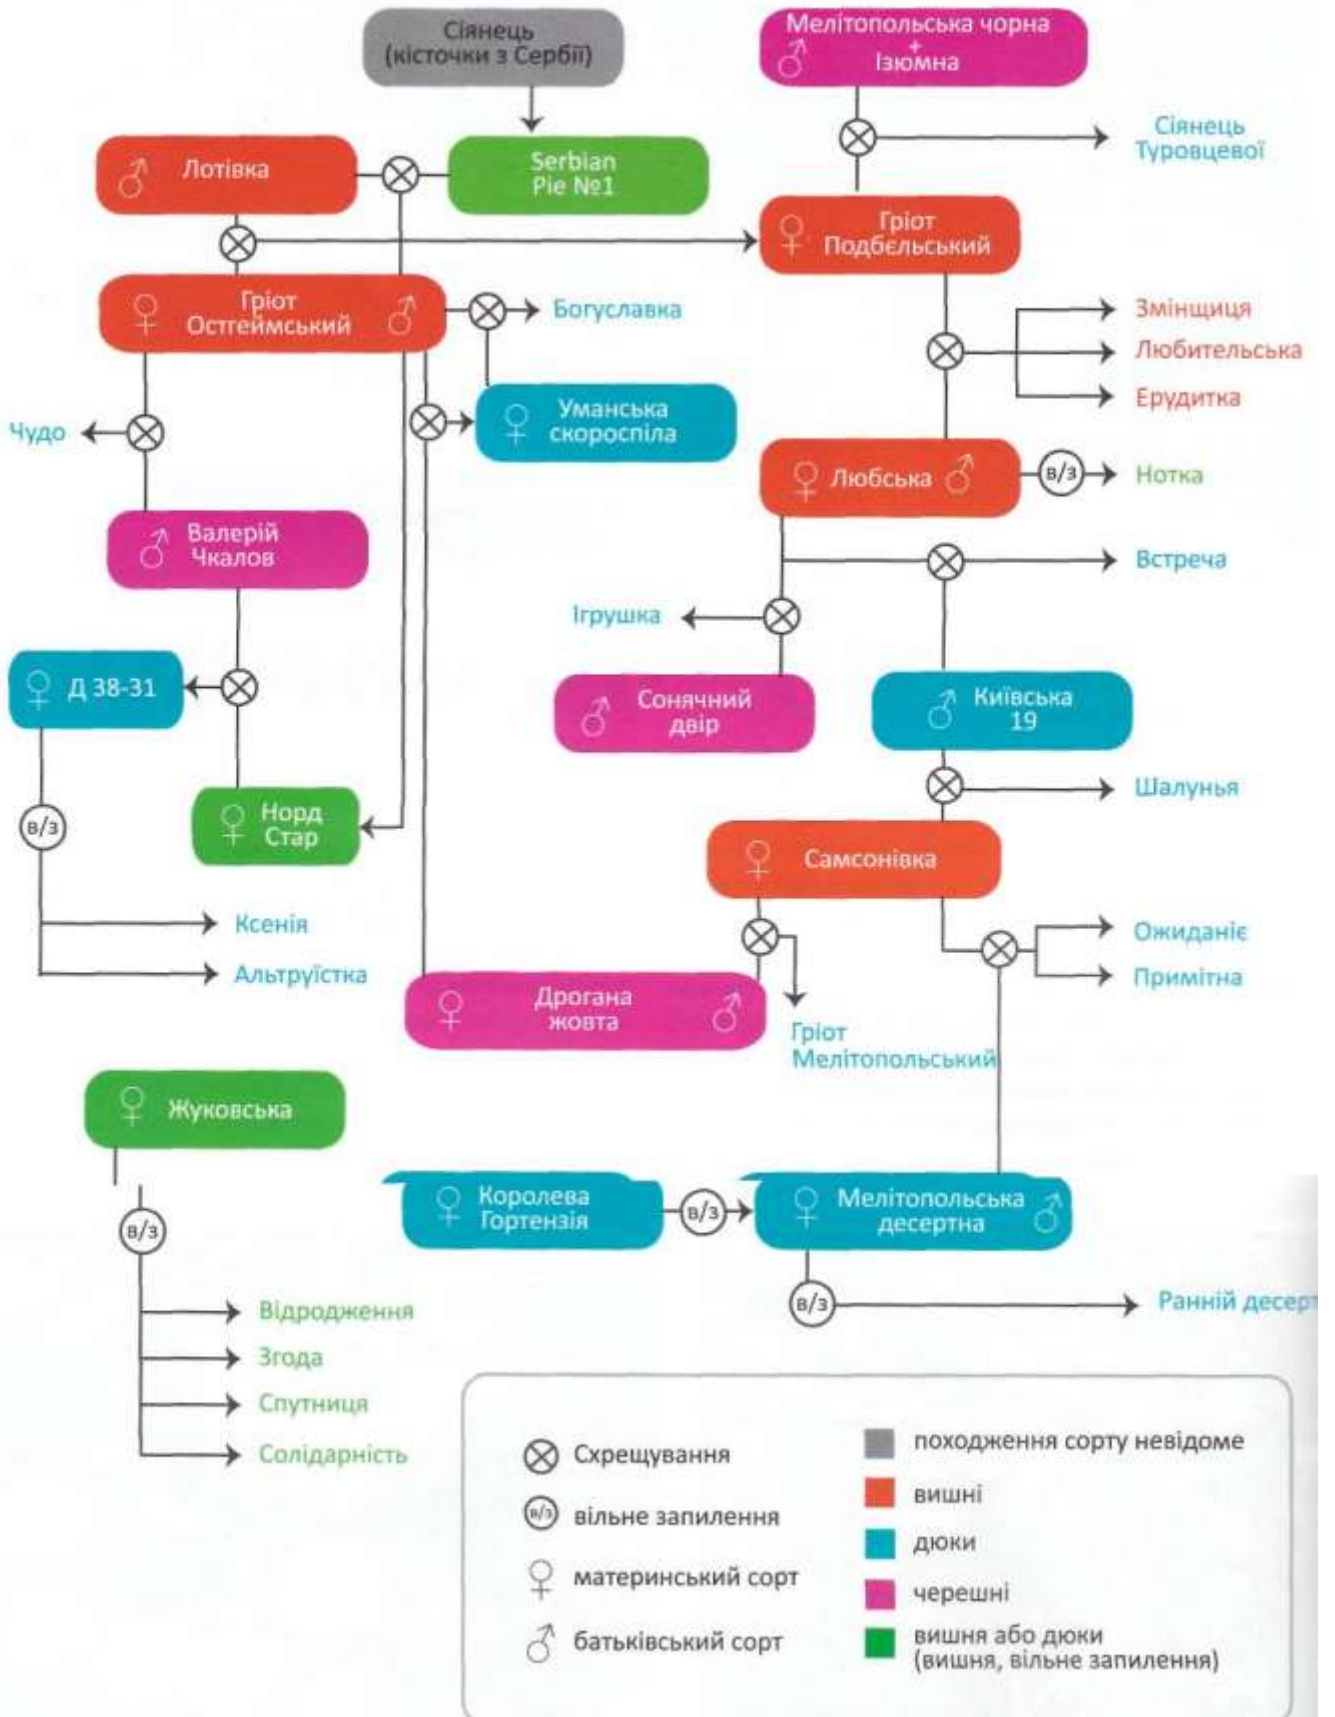 Сіянець
(кісточки з Сербії)
Мелітопольська чорна
+
Ізюмна
Сіянець
Туровцевої
Лотівка
Serbian
Pie №1
Гріот
Подбєльський
Гріот
Остгеймський
Богуславка
Змінщиця
Любительська
Ерудитка
Чудо
Уманська
скороспіла
Любська
в/з
Нотка
Валерій
Чкалов
Встреча
Ігрушка
Д 38-31
Сонячний
двір
Київська
19
Шалунья
в/з
Норд
Стар
Самсонівка
Ксенія
Альтруїстка
Ожиданіє
Примітна
Дрогана
жовта
Гріот
Мелітопольський
Жуковська
Королева
Гортензія
в/з
Мелітопольська
десертна
в/з
в/з
Ранній десерт
Відродження
Згода
Спутниця
Солідарність
Схрещування
в/з
вільне запилення
материнський сорт
батьківський сорт
походження сорту невідоме
вишні
дюки
черешні
вишня або дюки
(вишня, вільне запилення)